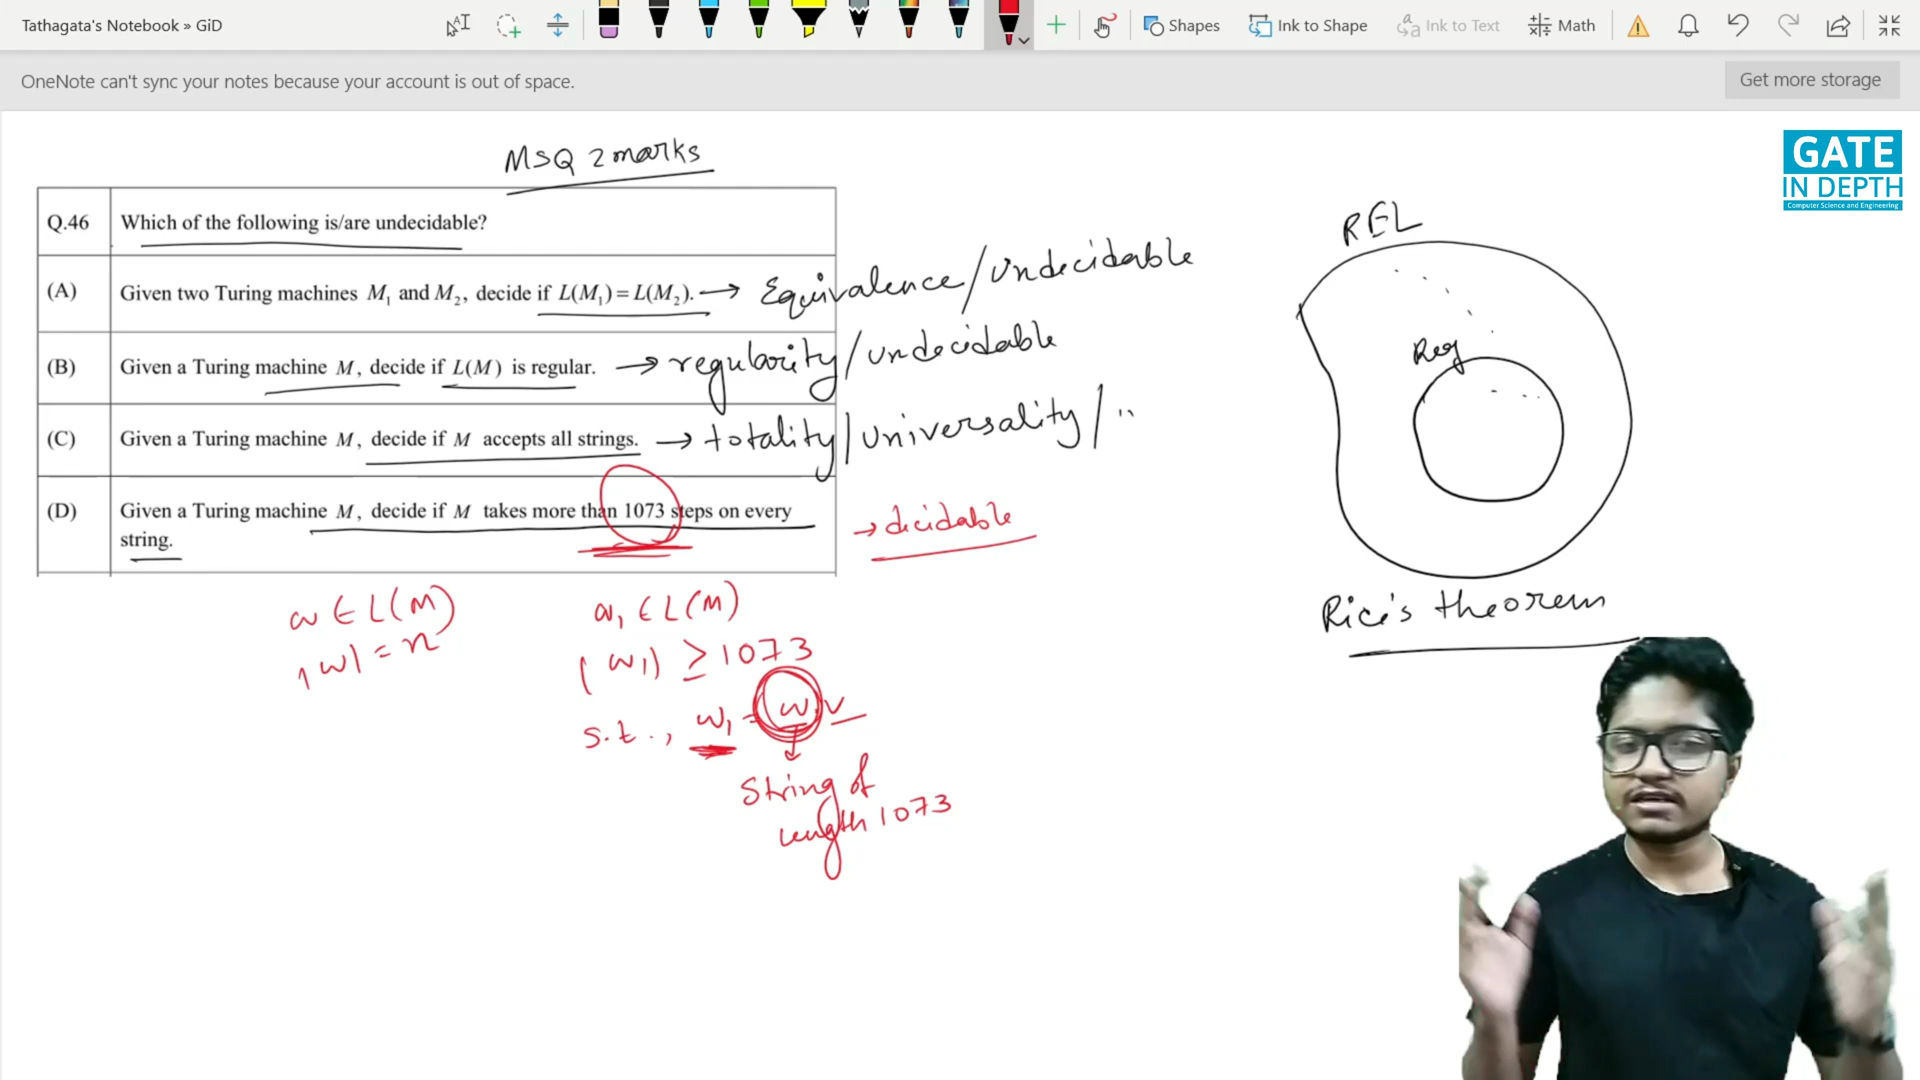 Tathagata's Notebook » GiD
Shapes
Ink to Shape
Ink to Text
Math
OneNote can't sync your notes because your account is out of space.
Get more storage
GATE
IN DEPTH
Computer Science and Engineering
MSQ 2 marks
Q.46 Which of the following is/are undecidable?
(A) Given two Turing machines M₁ and M₂, decide if L(M₁) = L(M₂). → Equivalence/Undecidable
(B) Given a Turing machine M, decide if L(M) is regular. → regularity/undecidable
(C) Given a Turing machine M, decide if M accepts all strings. → totality/universality/ "
(D) Given a Turing machine M, decide if M takes more than 1073 steps on every
string.
→ decidable
REL
Reg
Rice's theorem
w ∈ L(M)
|w| = n
w₁ ∈ L(M)
|w₁| ≥ 1073
s.t., w₁ = w v
String of
length 1073